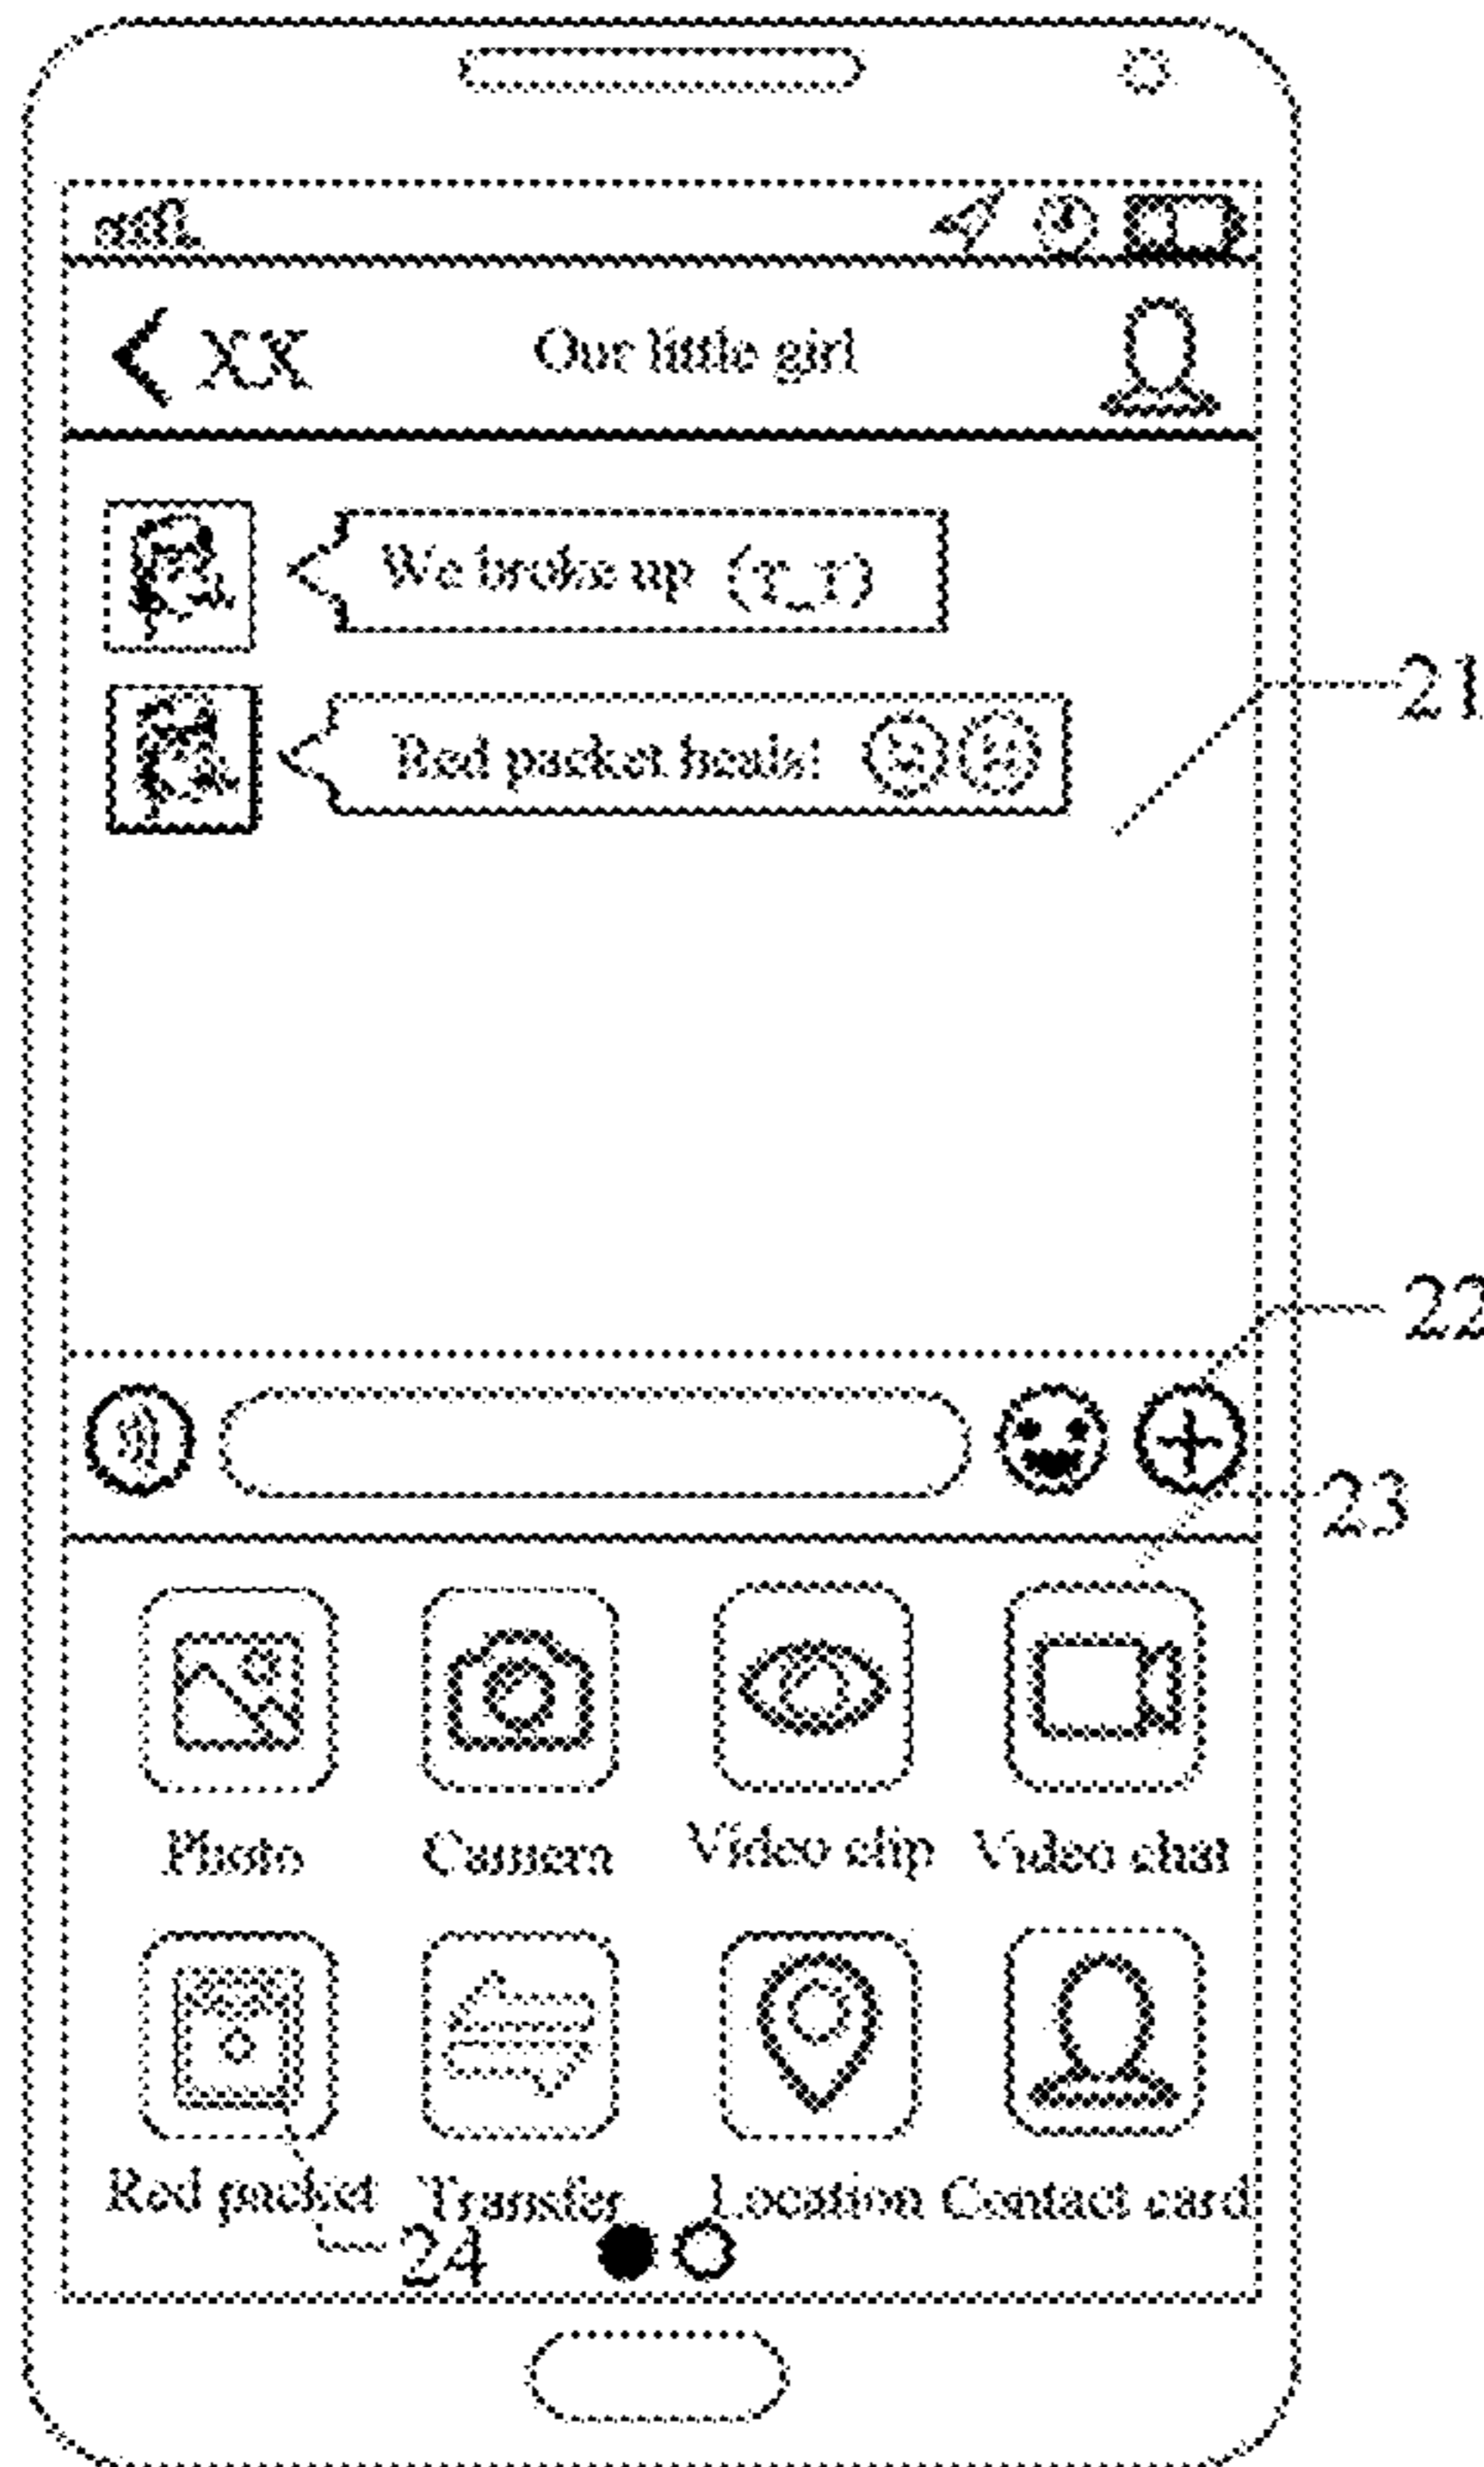 XX Our little girl
We broke up (T_T)
Red packet heals!
21
22
23
Photo Camera Video clip Video chat
Red packet Transfer Location Contact card
24